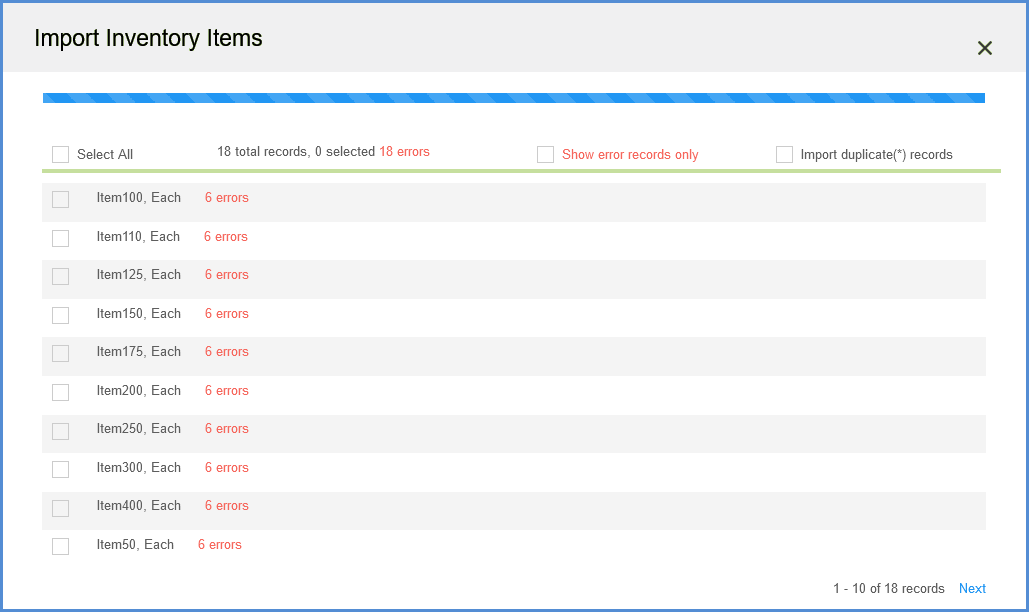 Import Inventory Items
Select All 18 total records, 0 selected 18 errors Show error records only Import duplicate(*) records
Item100, Each 6 errors
Item110, Each 6 errors
Item125, Each 6 errors
Item150, Each 6 errors
Item175, Each 6 errors
Item200, Each 6 errors
Item250, Each 6 errors
Item300, Each 6 errors
Item400, Each 6 errors
Item50, Each 6 errors
1 - 10 of 18 records Next